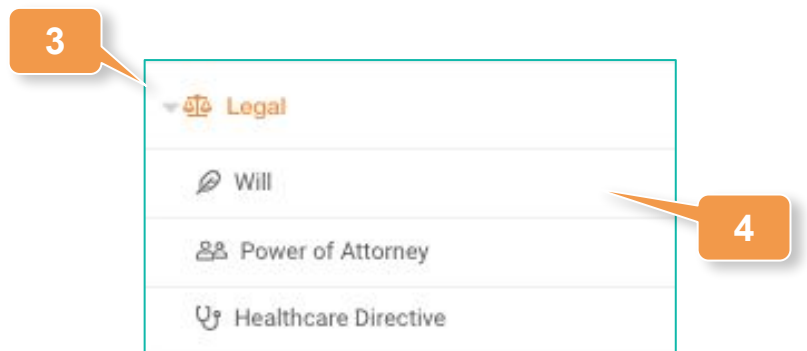 3
Legal
Will
4
Power of Attorney
Healthcare Directive